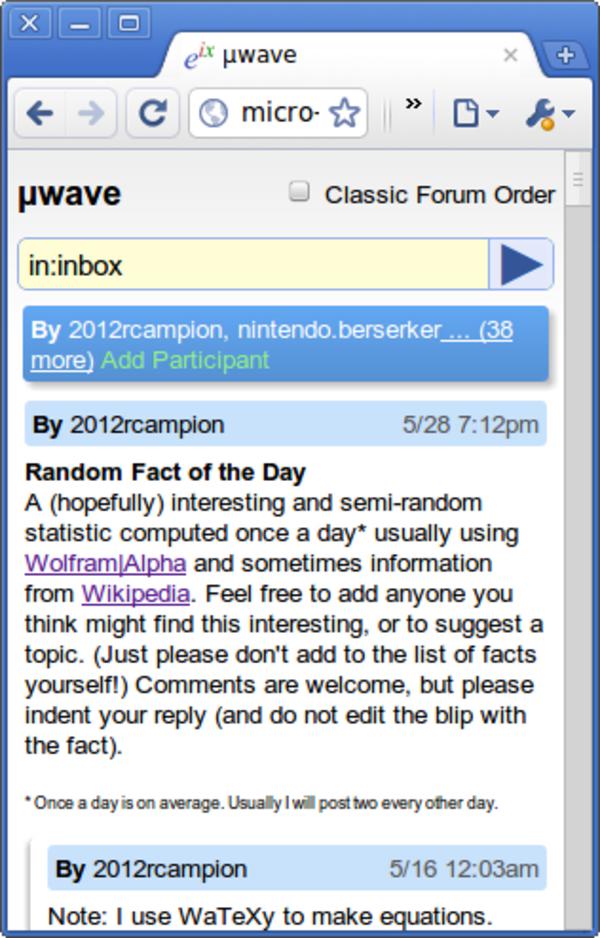 eix µwave
micro-
»
µwave
Classic Forum Order
in:inbox
By 2012rcampion, nintendo.berserker ... (38
more) Add Participant
By 2012rcampion 5/28 7:12pm
Random Fact of the Day
A (hopefully) interesting and semi-random
statistic computed once a day* usually using
Wolfram|Alpha and sometimes information
from Wikipedia. Feel free to add anyone you
think might find this interesting, or to suggest a
topic. (Just please don't add to the list of facts
yourself!) Comments are welcome, but please
indent your reply (and do not edit the blip with
the fact).
* Once a day is on average. Usually I will post two every other day.
By 2012rcampion 5/16 12:03am
Note: I use WaTeXy to make equations.